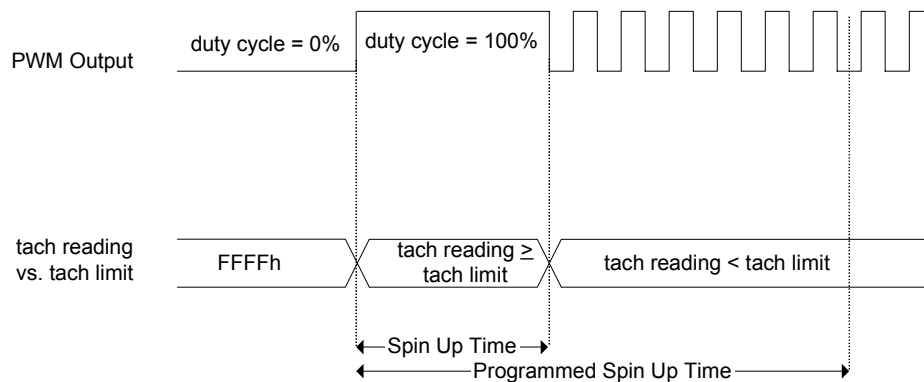 duty cycle = 0%
duty cycle = 100%
PWM Output
tach reading
vs. tach limit
FFFFh
tach reading ≥
tach limit
tach reading < tach limit
Spin Up Time
Programmed Spin Up Time